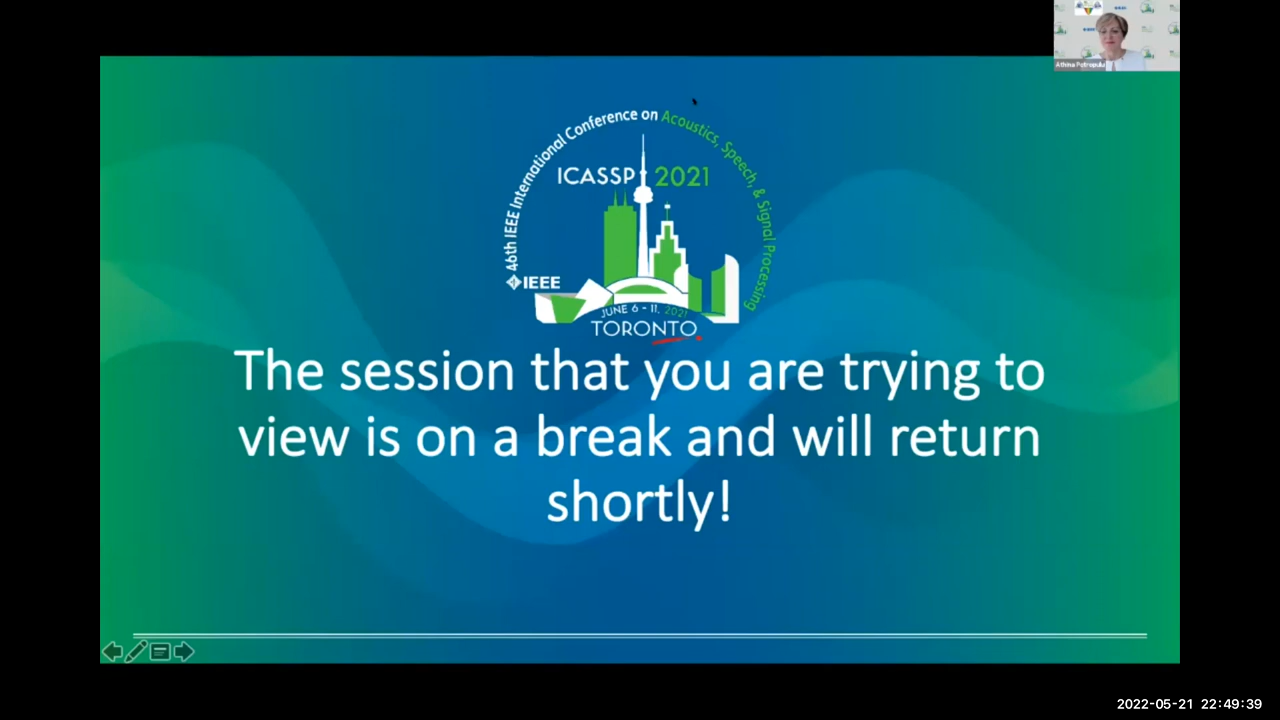 Athina Petropulu
46th IEEE International Conference on Acoustics, Speech, & Signal Processing
ICASSP 2021
IEEE
JUNE 6 - 11, 2021
TORONTO
The session that you are trying to
view is on a break and will return
shortly!
2022-05-21 22:49:39